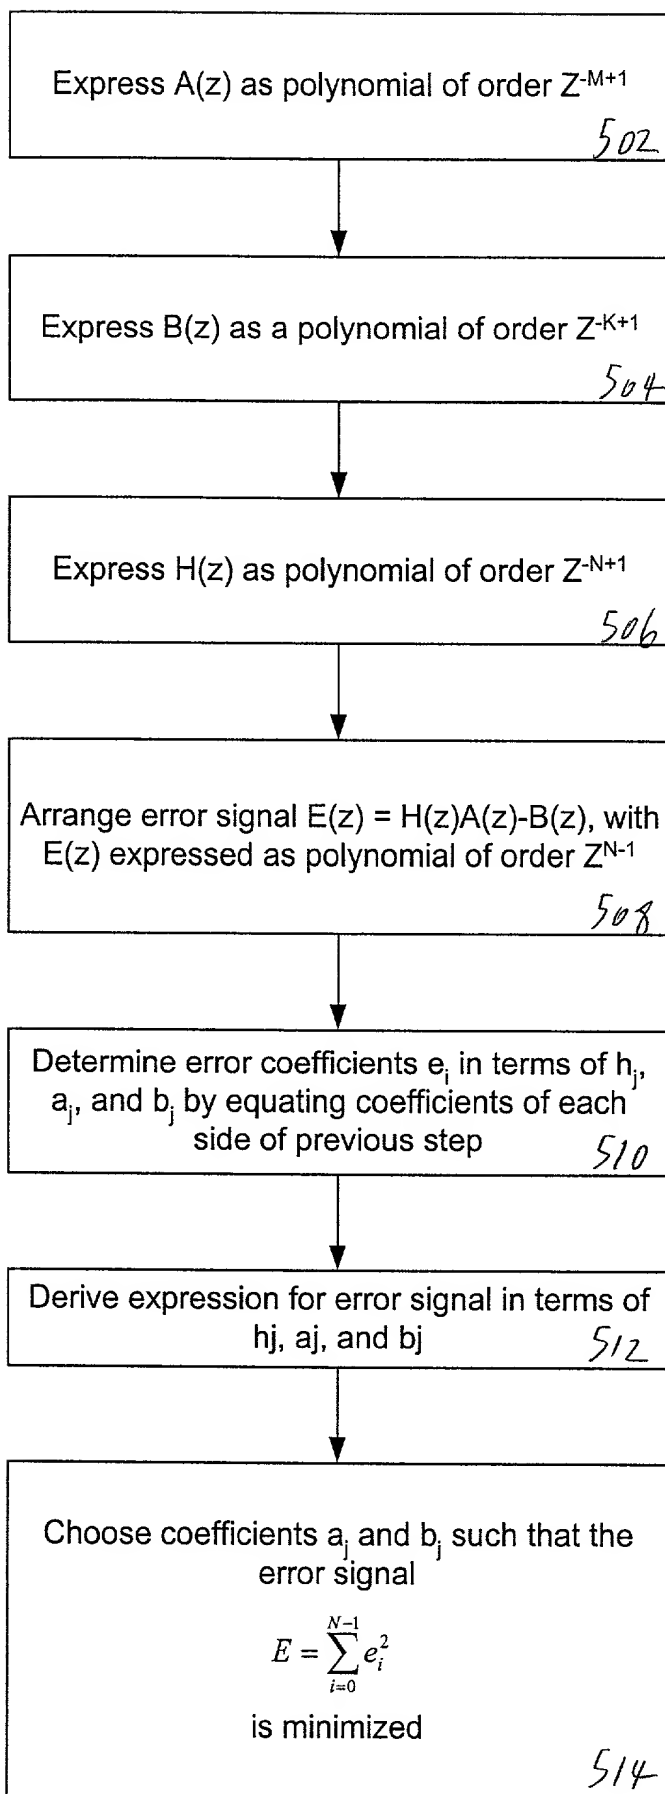 Express A(z) as polynomial of order Z^-M+1
502
Express B(z) as a polynomial of order Z^-K+1
504
Express H(z) as polynomial of order Z^-N+1
506
Arrange error signal E(z) = H(z)A(z)-B(z), with
E(z) expressed as polynomial of order Z^N-1
508
Determine error coefficients e_i in terms of h_j,
a_j, and b_j by equating coefficients of each
side of previous step
510
Derive expression for error signal in terms of
hj, aj, and bj
512
Choose coefficients a_j and b_j such that the
error signal
E = \sum_{i=0}^{N-1} e_i^2
is minimized
514